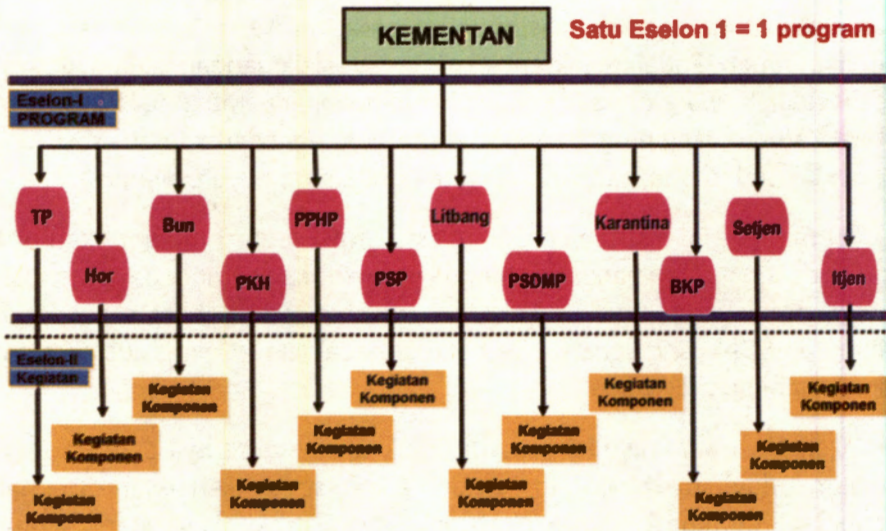 KEMENTAN
Satu Eselon 1 = 1 program
Eselon-I
PROGRAM
TP
Hor
Bun
PKH
PPHP
PSP
Litbang
PSDMP
Karantina
BKP
Setjen
Itjen
Eselon-II
Kegiatan
Kegiatan
Komponen
Kegiatan
Komponen
Kegiatan
Komponen
Kegiatan
Komponen
Kegiatan
Komponen
Kegiatan
Komponen
Kegiatan
Komponen
Kegiatan
Komponen
Kegiatan
Komponen
Kegiatan
Komponen
Kegiatan
Komponen
Kegiatan
Komponen